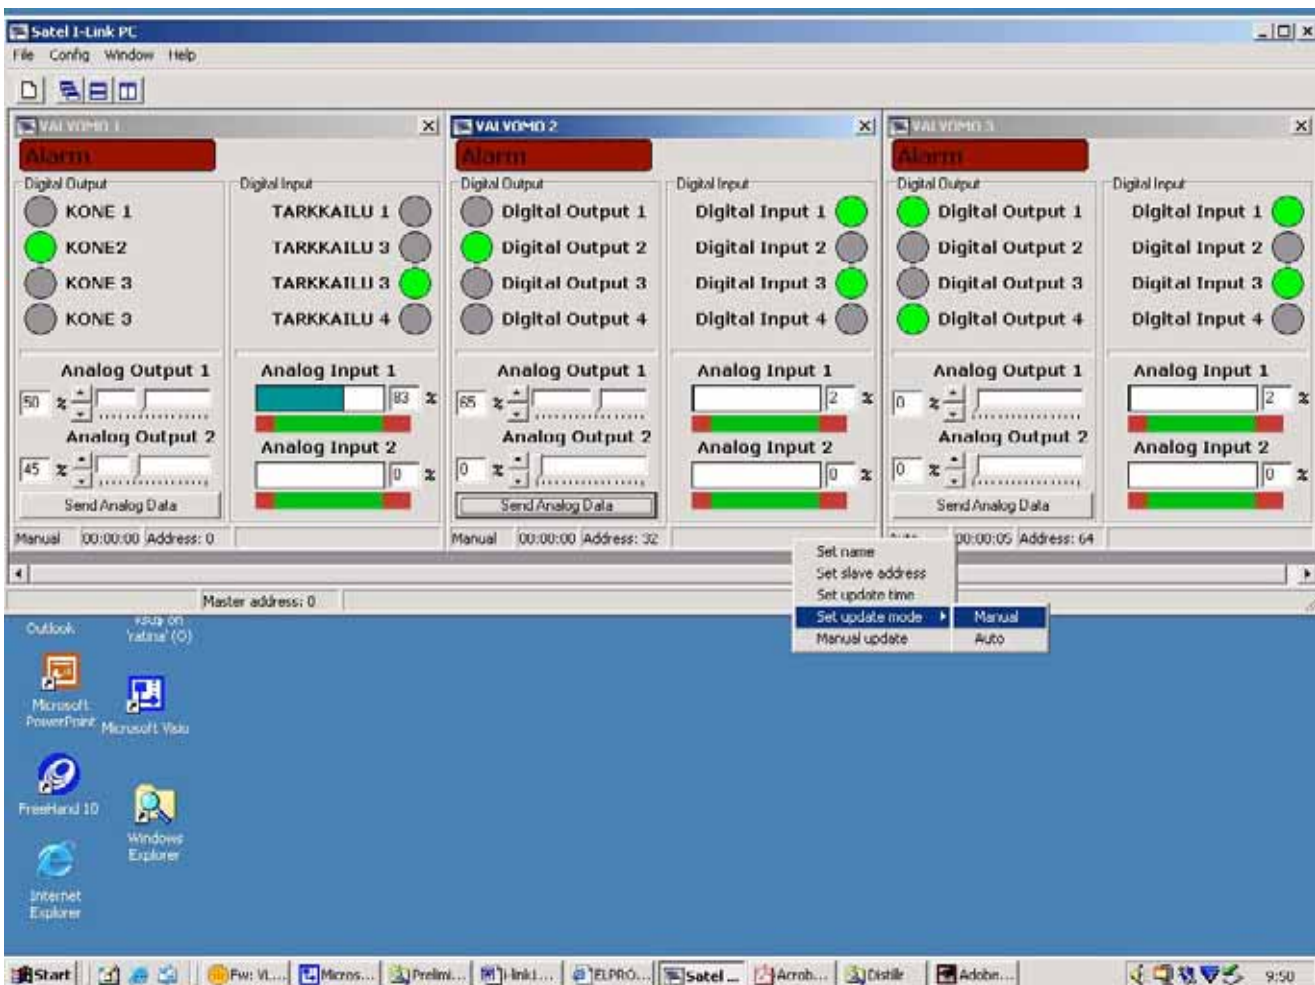 Satel I-Link PC
File Config Window Help
VALVOMO 1
Alarm
Digital Output
Digital Input
KONE 1
TARKKAILU 1
KONE2
TARKKAILU 3
KONE 3
TARKKAILU 3
KONE 3
TARKKAILU 4
Analog Output 1
50 %
Analog Output 2
45 %
Send Analog Data
Analog Input 1
83 %
Analog Input 2
0 %
Manual 00:00:00 Address: 0
VALVOMO 2
Alarm
Digital Output
Digital Input
Digital Output 1
Digital Input 1
Digital Output 2
Digital Input 2
Digital Output 3
Digital Input 3
Digital Output 4
Digital Input 4
Analog Output 1
65 %
Analog Output 2
0 %
Send Analog Data
Analog Input 1
2 %
Analog Input 2
0 %
Manual 00:00:00 Address: 32
VALVOMO 3
Alarm
Digital Output
Digital Input
Digital Output 1
Digital Input 1
Digital Output 2
Digital Input 2
Digital Output 3
Digital Input 3
Digital Output 4
Digital Input 4
Analog Output 1
0 %
Analog Output 2
0 %
Send Analog Data
Analog Input 1
2 %
Analog Input 2
0 %
00:00:05 Address: 64
Set name
Set slave address
Set update time
Set update mode
Manual update
Manual
Auto
Master address: 0
Outlook
'ratina' (O)
Microsoft
PowerPoint
Microsoft Visio
FreeHand 10
Windows
Explorer
Internet
Explorer
Start
Fw: VL...
Micros...
Prelimi...
I-link1...
ELPRO...
Satel ...
Acrob...
Distille
Adobe...
9:50